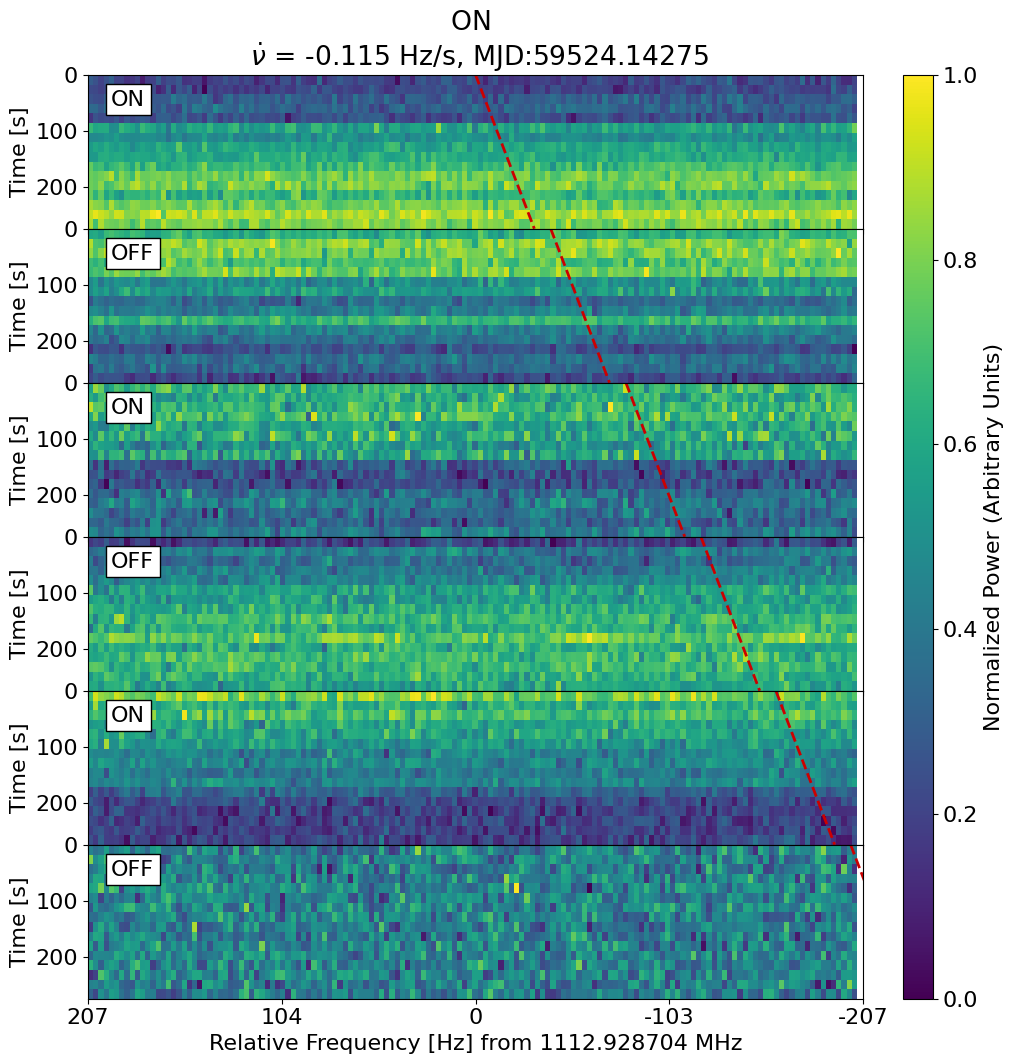 ON
ν̇ = -0.115 Hz/s, MJD:59524.14275
0
ON
100
200
Time [s]
0
OFF
100
200
Time [s]
0
ON
100
200
Time [s]
0
OFF
100
200
Time [s]
0
ON
100
200
Time [s]
0
OFF
100
200
Time [s]
207 104 0 -103 -207
Relative Frequency [Hz] from 1112.928704 MHz
1.0
0.8
0.6
0.4
0.2
0.0
Normalized Power (Arbitrary Units)